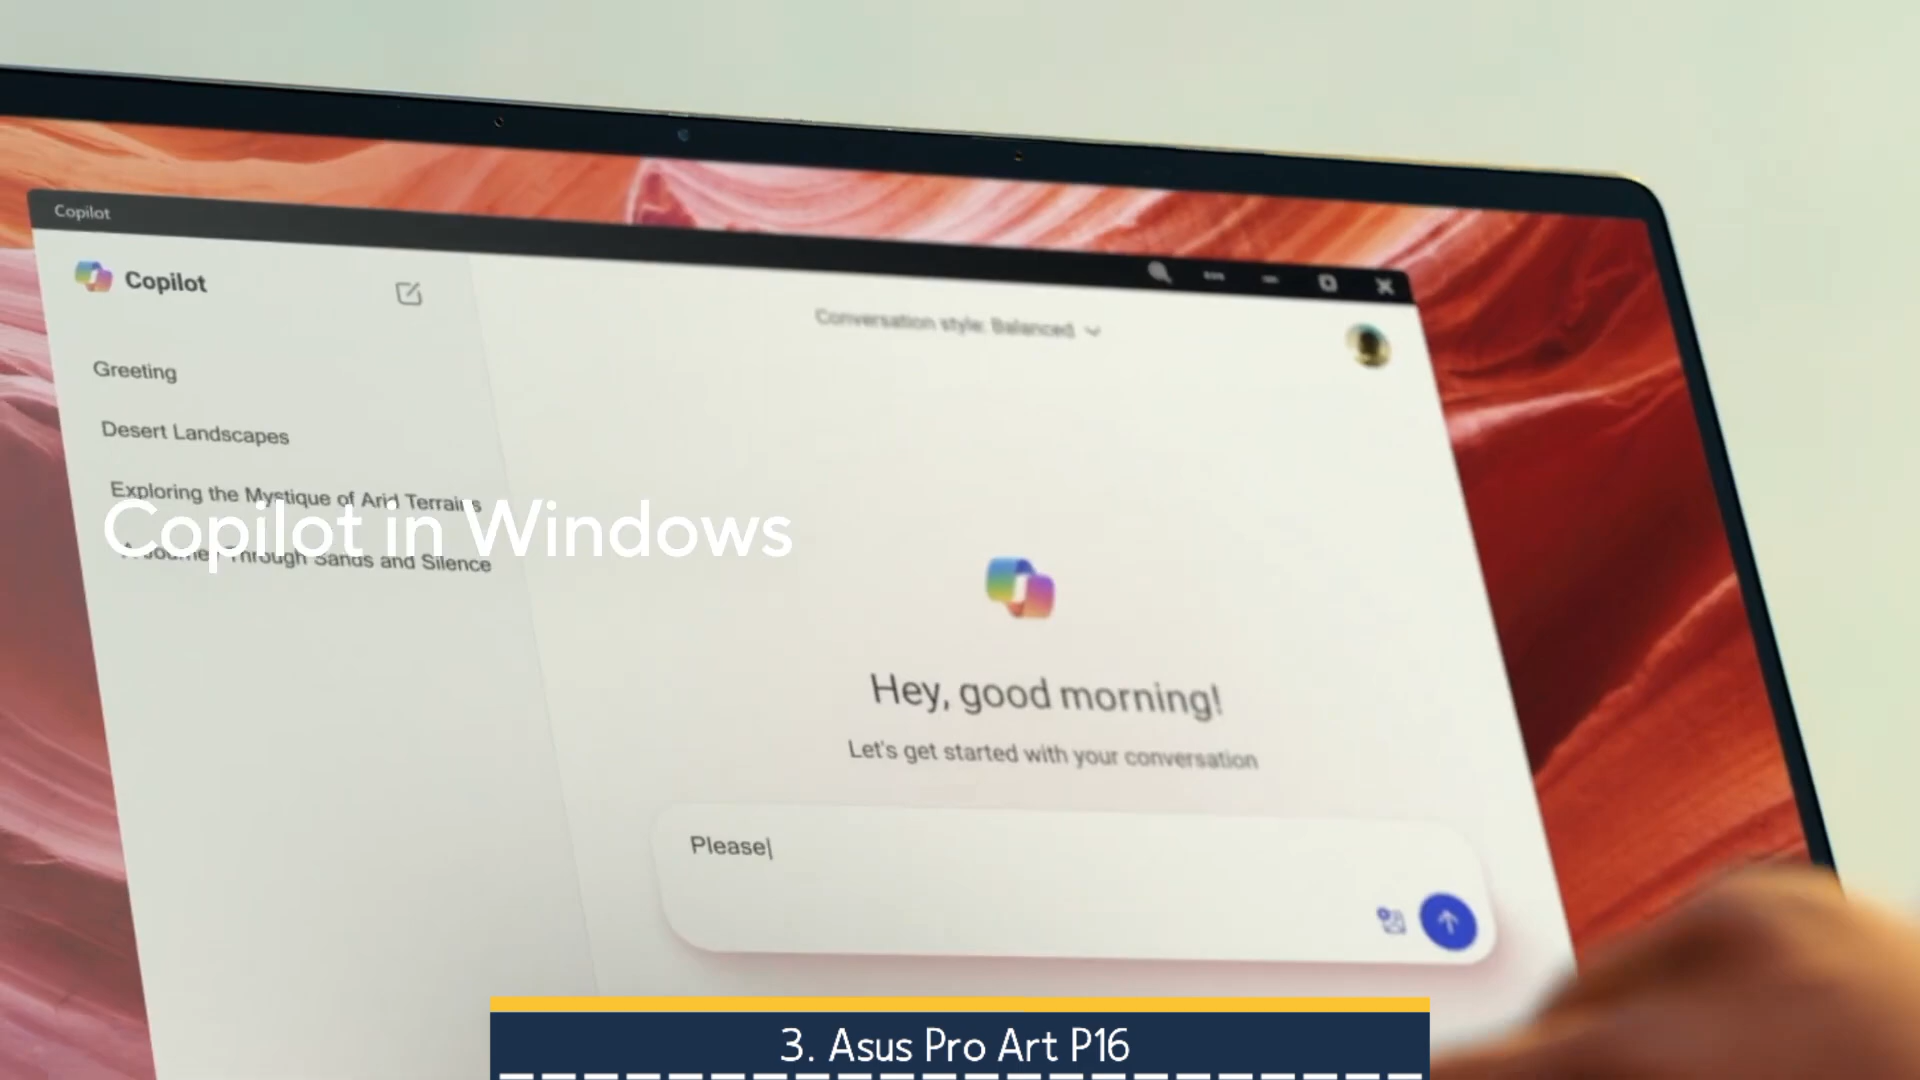 Copilot
Copilot
Conversation style: Balanced
Greeting
Desert Landscapes
Exploring the Mystique of Arid Terrains
Copilot in Windows
A Journey Through Sands and Silence
Hey, good morning!
Let's get started with your conversation
Please
3. Asus Pro Art P16